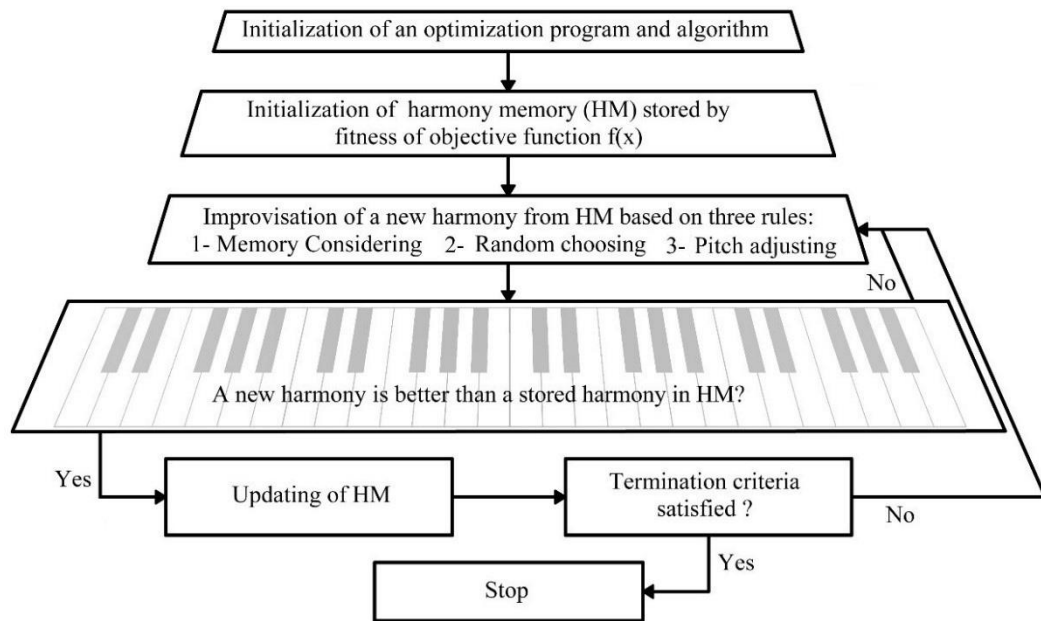 Initialization of an optimization program and algorithm
Initialization of harmony memory (HM) stored by
fitness of objective function f(x)
Improvisation of a new harmony from HM based on three rules:
1- Memory Considering 2- Random choosing 3- Pitch adjusting
No
A new harmony is better than a stored harmony in HM?
Yes
Updating of HM
Termination criteria
satisfied ?
No
Yes
Stop